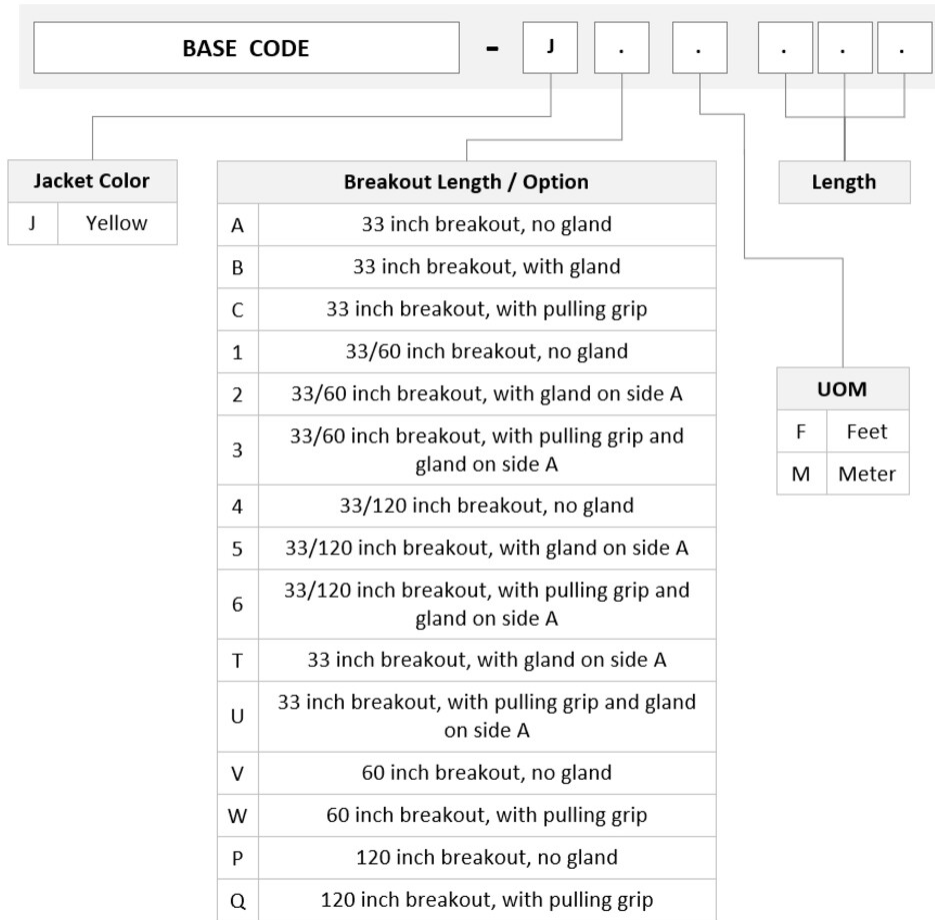 BASE CODE - J . . . . .
Jacket Color
J Yellow
Breakout Length / Option
A 33 inch breakout, no gland
B 33 inch breakout, with gland
C 33 inch breakout, with pulling grip
1 33/60 inch breakout, no gland
2 33/60 inch breakout, with gland on side A
3 33/60 inch breakout, with pulling grip and
gland on side A
4 33/120 inch breakout, no gland
5 33/120 inch breakout, with gland on side A
6 33/120 inch breakout, with pulling grip and
gland on side A
T 33 inch breakout, with gland on side A
U 33 inch breakout, with pulling grip and gland
on side A
V 60 inch breakout, no gland
W 60 inch breakout, with pulling grip
P 120 inch breakout, no gland
Q 120 inch breakout, with pulling grip
Length
UOM
F Feet
M Meter